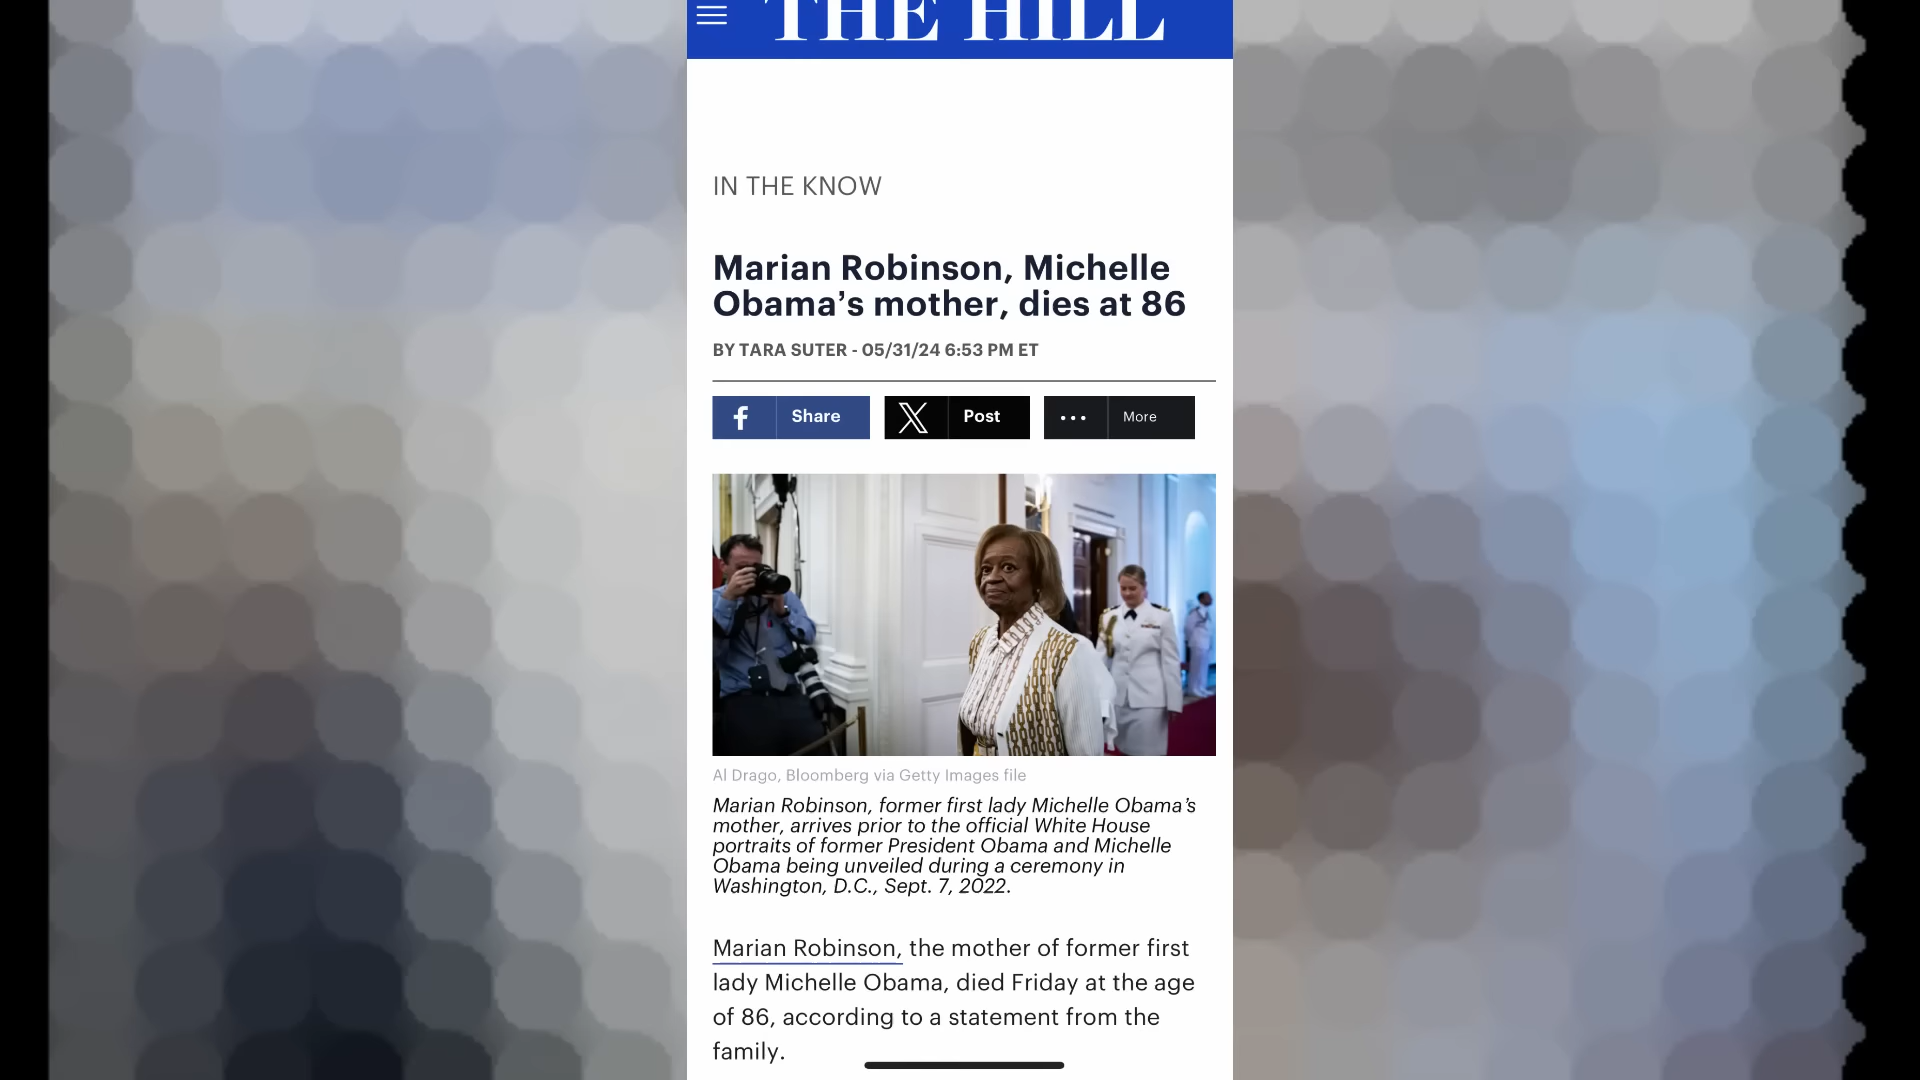 THE HILL
IN THE KNOW
Marian Robinson, Michelle
Obama’s mother, dies at 86
BY TARA SUTER - 05/31/24 6:53 PM ET
f Share X Post ... More
Al Drago, Bloomberg via Getty Images file
Marian Robinson, former first lady Michelle Obama’s
mother, arrives prior to the official White House
portraits of former President Obama and Michelle
Obama being unveiled during a ceremony in
Washington, D.C., Sept. 7, 2022.
Marian Robinson, the mother of former first
lady Michelle Obama, died Friday at the age
of 86, according to a statement from the
family.